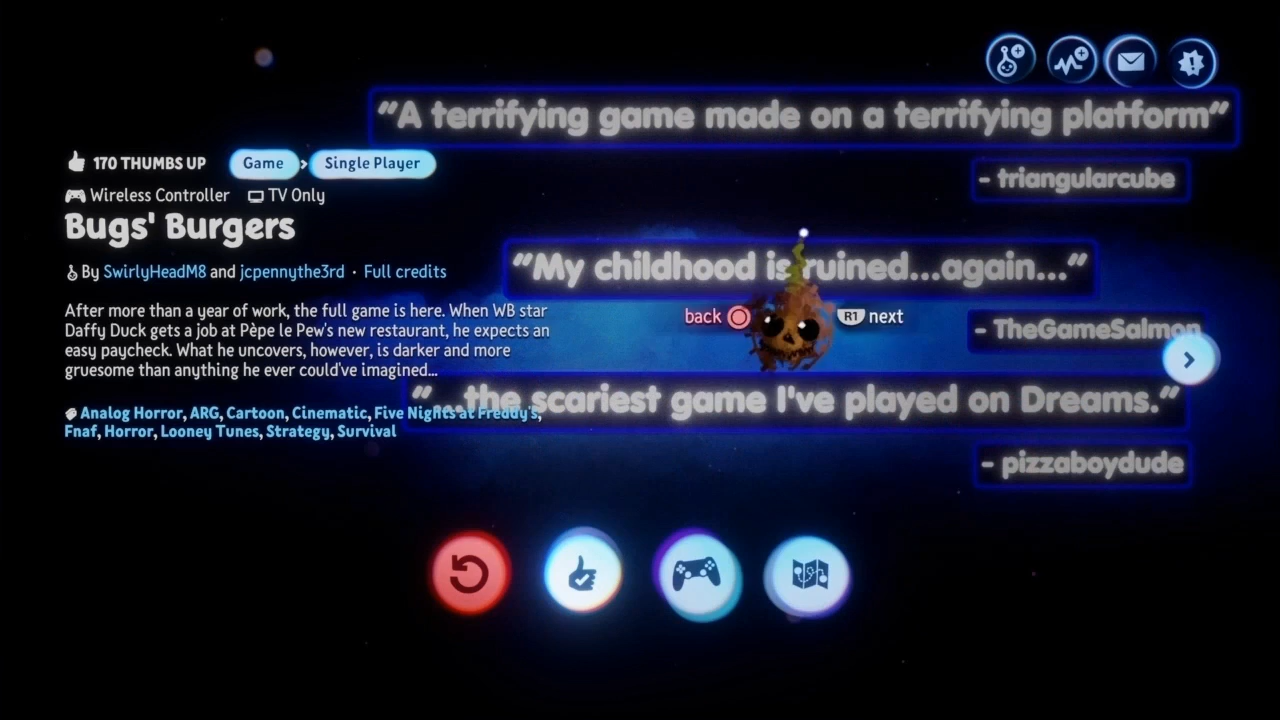 "A terrifying game made on a terrifying platform"
- triangularcube
170 THUMBS UP
Game
Single Player
Wireless Controller
TV Only
Bugs' Burgers
By SwirlyHeadM8 and jcpennythe3rd · Full credits
After more than a year of work, the full game is here. When WB star
Daffy Duck gets a job at Pèpe le Pew's new restaurant, he expects an
easy paycheck. What he uncovers, however, is darker and more
gruesome than anything he ever could've imagined...
Analog Horror, ARG, Cartoon, Cinematic, Five Nights at Freddy's,
Fnaf, Horror, Looney Tunes, Strategy, Survival
"My childhood is ruined...again..."
back
R1 next
- TheGameSalmon
"...the scariest game I've played on Dreams."
- pizzaboydude